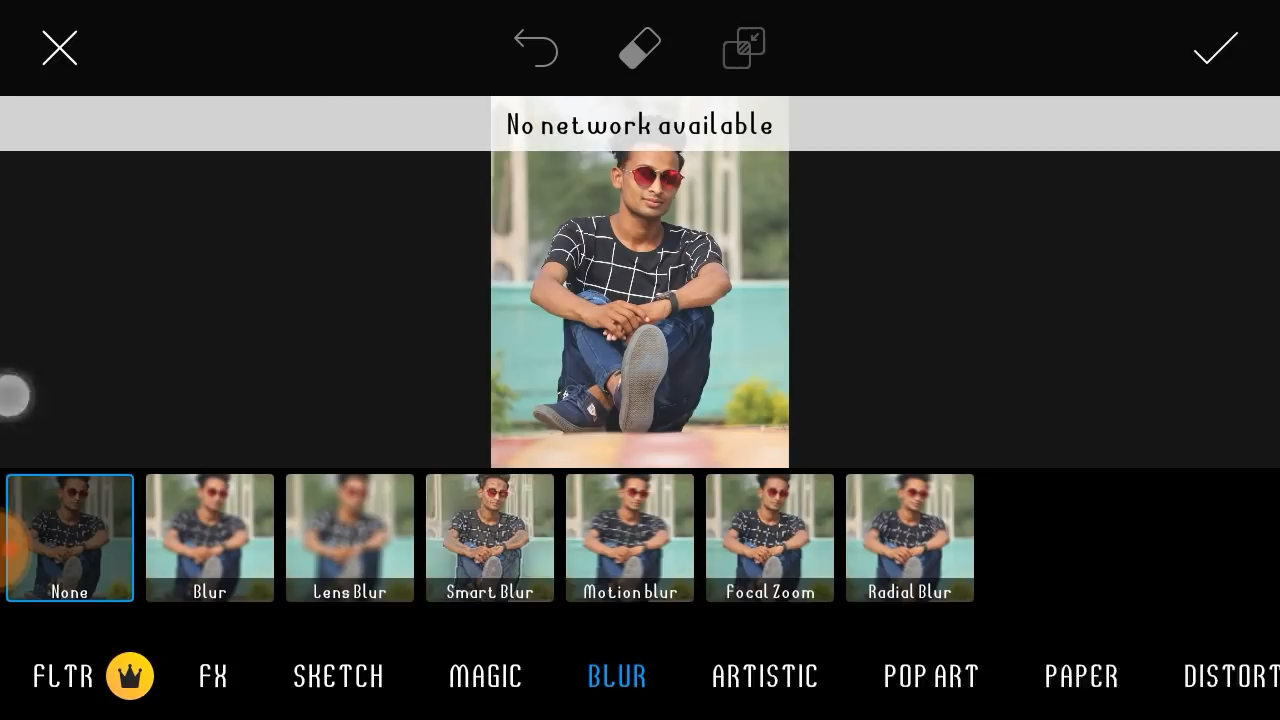 No network available
None
Blur
Lens Blur
Smart Blur
Motion blur
Focal Zoom
Radial Blur
FLTR
FX
SKETCH
MAGIC
BLUR
ARTISTIC
POP ART
PAPER
DISTORT